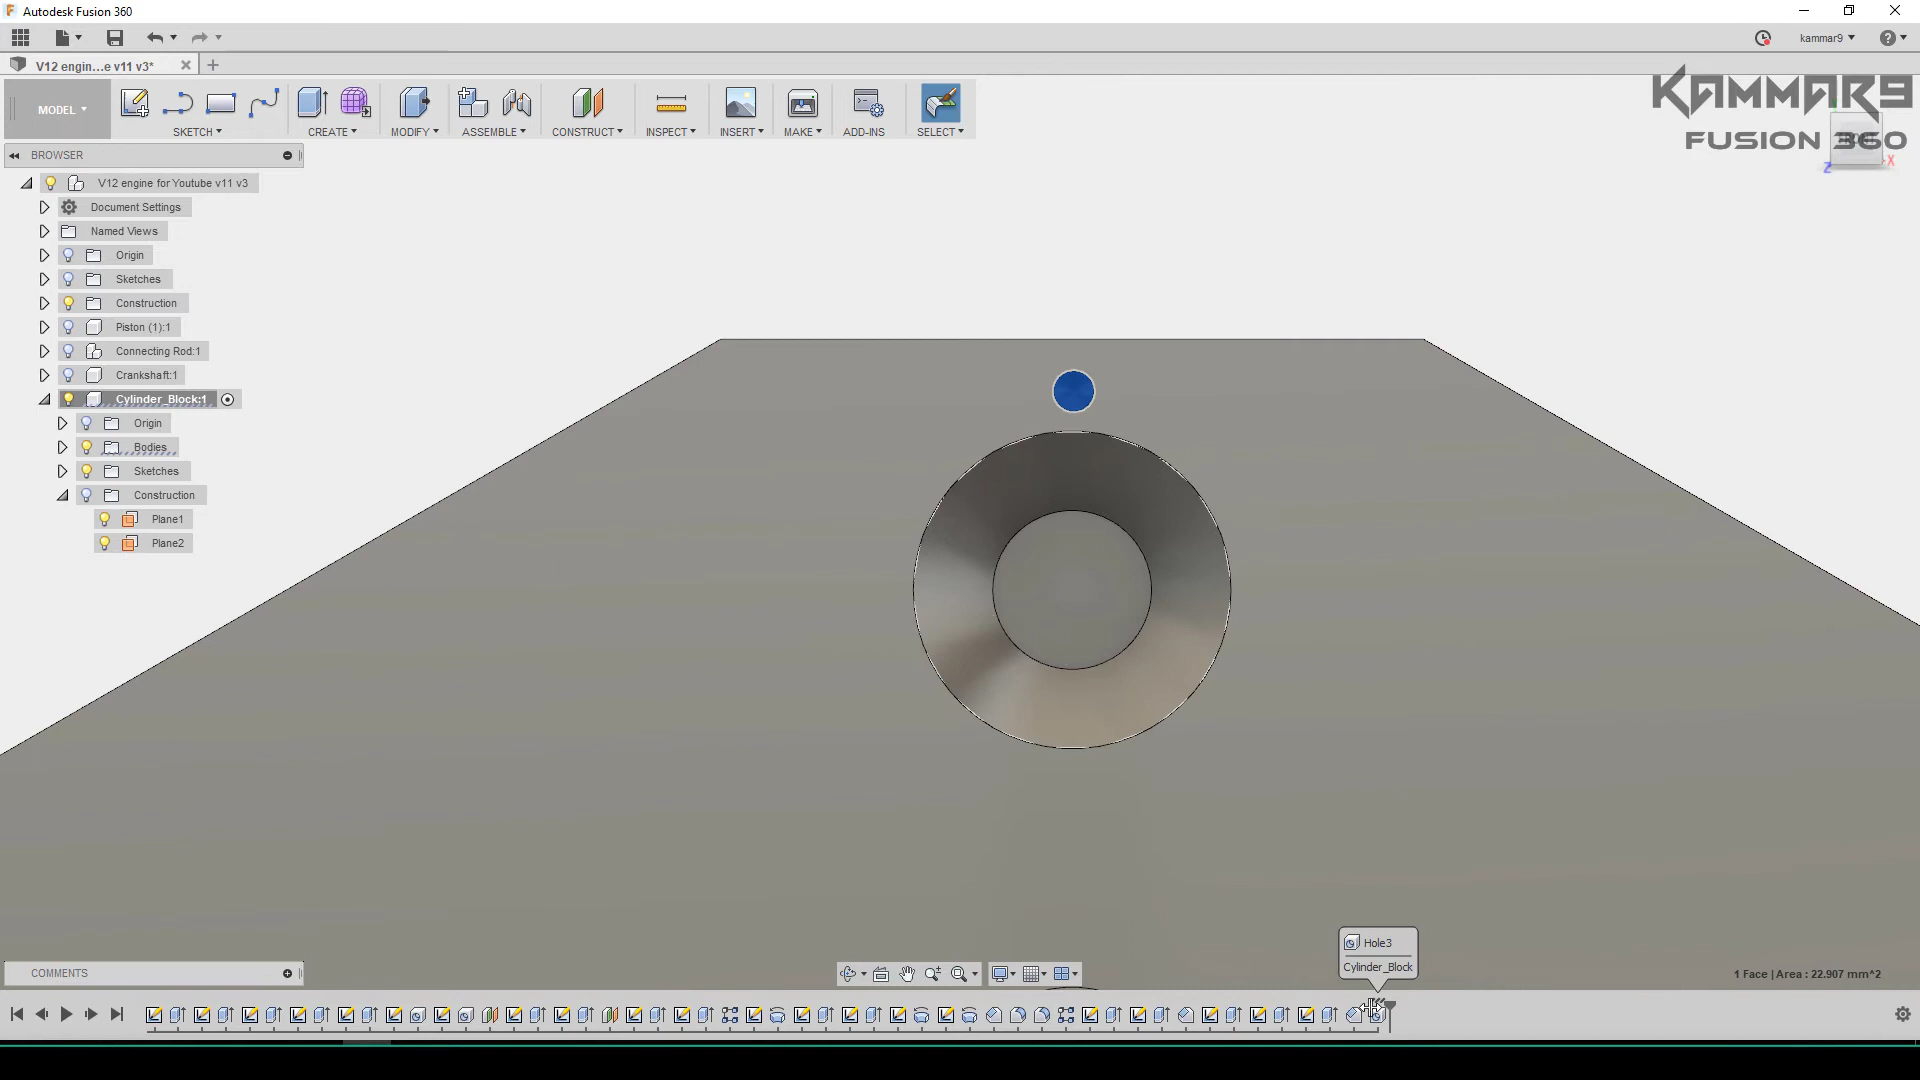 Autodesk Fusion 360
kammar9
V12 engin...e v11 v3*
KAMMAR9
FUSION 360
MODEL
SKETCH
CREATE
MODIFY
ASSEMBLE
CONSTRUCT
INSPECT
INSERT
MAKE
ADD-INS
SELECT
X
Z
BROWSER
V12 engine for Youtube v11 v3
Document Settings
Named Views
Origin
Sketches
Construction
Piston (1):1
Connecting Rod:1
Crankshaft:1
Cylinder_Block:1
Origin
Bodies
Sketches
Construction
Plane1
Plane2
Hole3
Cylinder_Block
COMMENTS
1 Face | Area : 22.907 mm^2